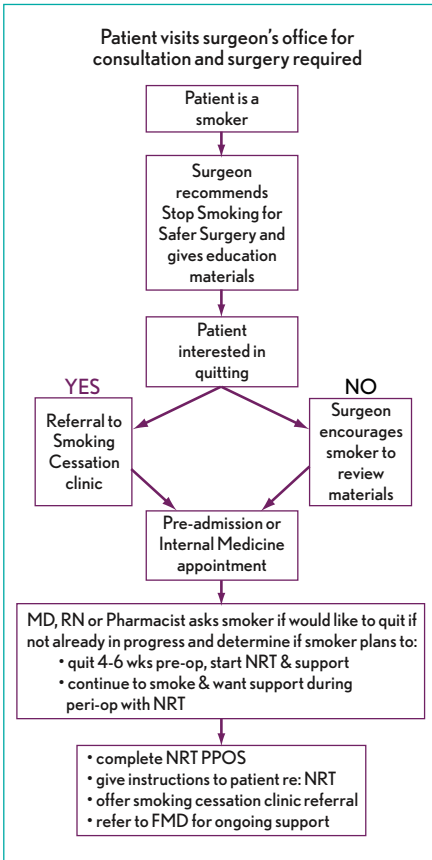 Patient visits surgeon's office for
consultation and surgery required
Patient is a
smoker
Surgeon
recommends
Stop Smoking for
Safer Surgery and
gives education
materials
Patient
interested in
quitting
YES
NO
Referral to
Smoking
Cessation
clinic
Surgeon
encourages
smoker to
review
materials
Pre-admission or
Internal Medicine
appointment
MD, RN or Pharmacist asks smoker if would like to quit if
not already in progress and determine if smoker plans to:
• quit 4-6 wks pre-op, start NRT & support
• continue to smoke & want support during
peri-op with NRT
• complete NRT PPOS
• give instructions to patient re: NRT
• offer smoking cessation clinic referral
• refer to FMD for ongoing support